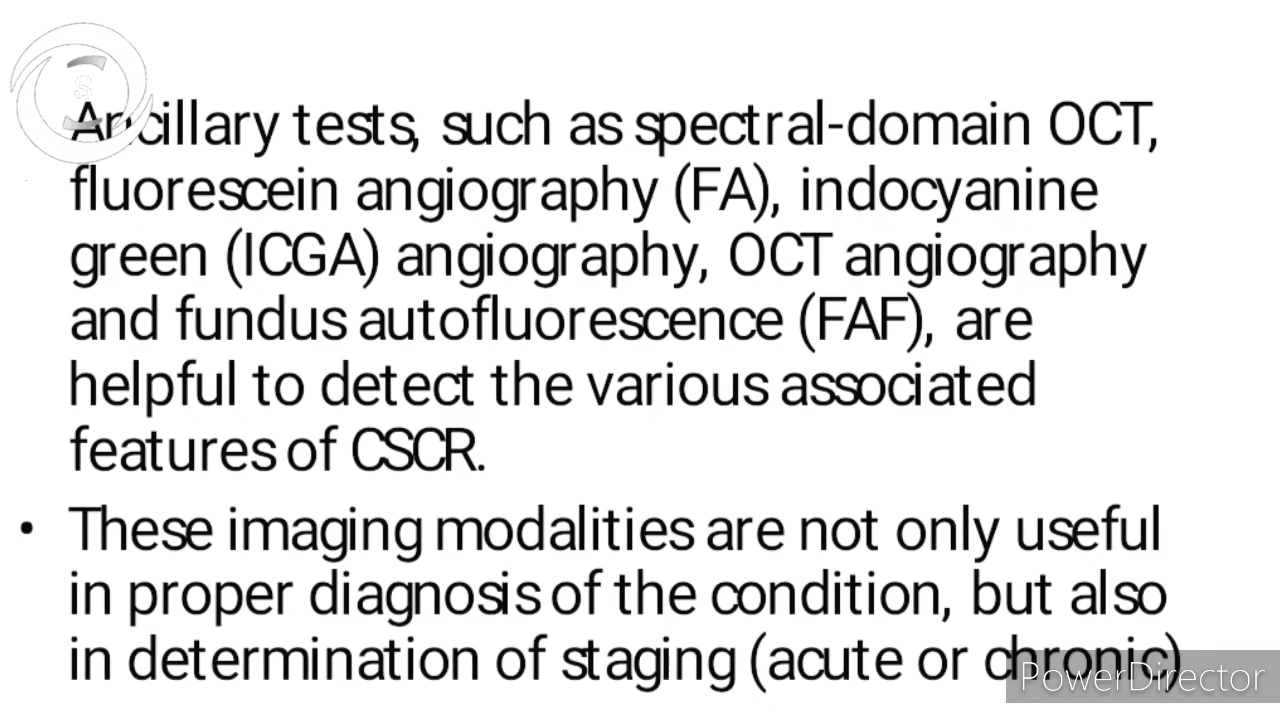 S
Ancillary tests, such as spectral-domain OCT,
fluorescein angiography (FA), indocyanine
green (ICGA) angiography, OCT angiography
and fundus autofluorescence (FAF), are
helpful to detect the various associated
features of CSCR.
• These imaging modalities are not only useful
in proper diagnosis of the condition, but also
in determination of staging (acute or chronic)
PowerDirector